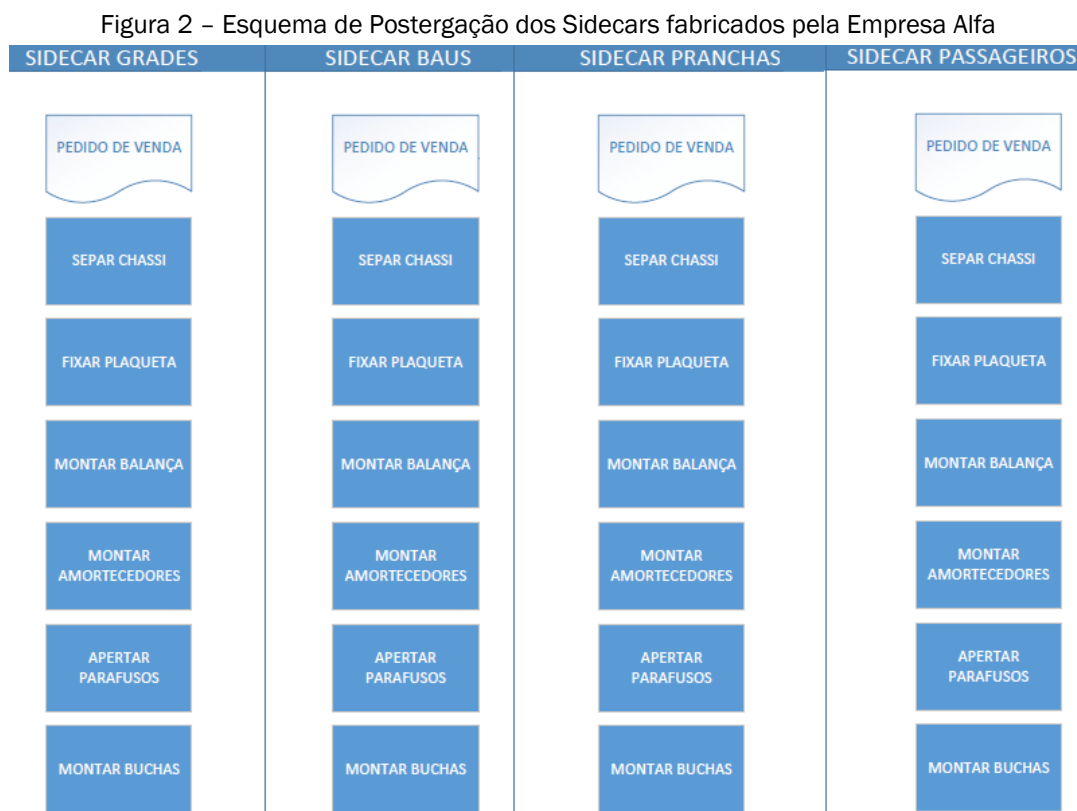 Figura 2 – Esquema de Postergação dos Sidecars fabricados pela Empresa Alfa
SIDECAR GRADES
SIDECAR BAUS
SIDECAR PRANCHAS
SIDECAR PASSAGEIROS
PEDIDO DE VENDA
PEDIDO DE VENDA
PEDIDO DE VENDA
PEDIDO DE VENDA
SEPAR CHASSI
SEPAR CHASSI
SEPAR CHASSI
SEPAR CHASSI
FIXAR PLAQUETA
FIXAR PLAQUETA
FIXAR PLAQUETA
FIXAR PLAQUETA
MONTAR BALANÇA
MONTAR BALANÇA
MONTAR BALANÇA
MONTAR BALANÇA
MONTAR
AMORTECEDORES
MONTAR
AMORTECEDORES
MONTAR
AMORTECEDORES
MONTAR
AMORTECEDORES
APERTAR
PARAFUSOS
APERTAR
PARAFUSOS
APERTAR
PARAFUSOS
APERTAR
PARAFUSOS
MONTAR BUCHAS
MONTAR BUCHAS
MONTAR BUCHAS
MONTAR BUCHAS